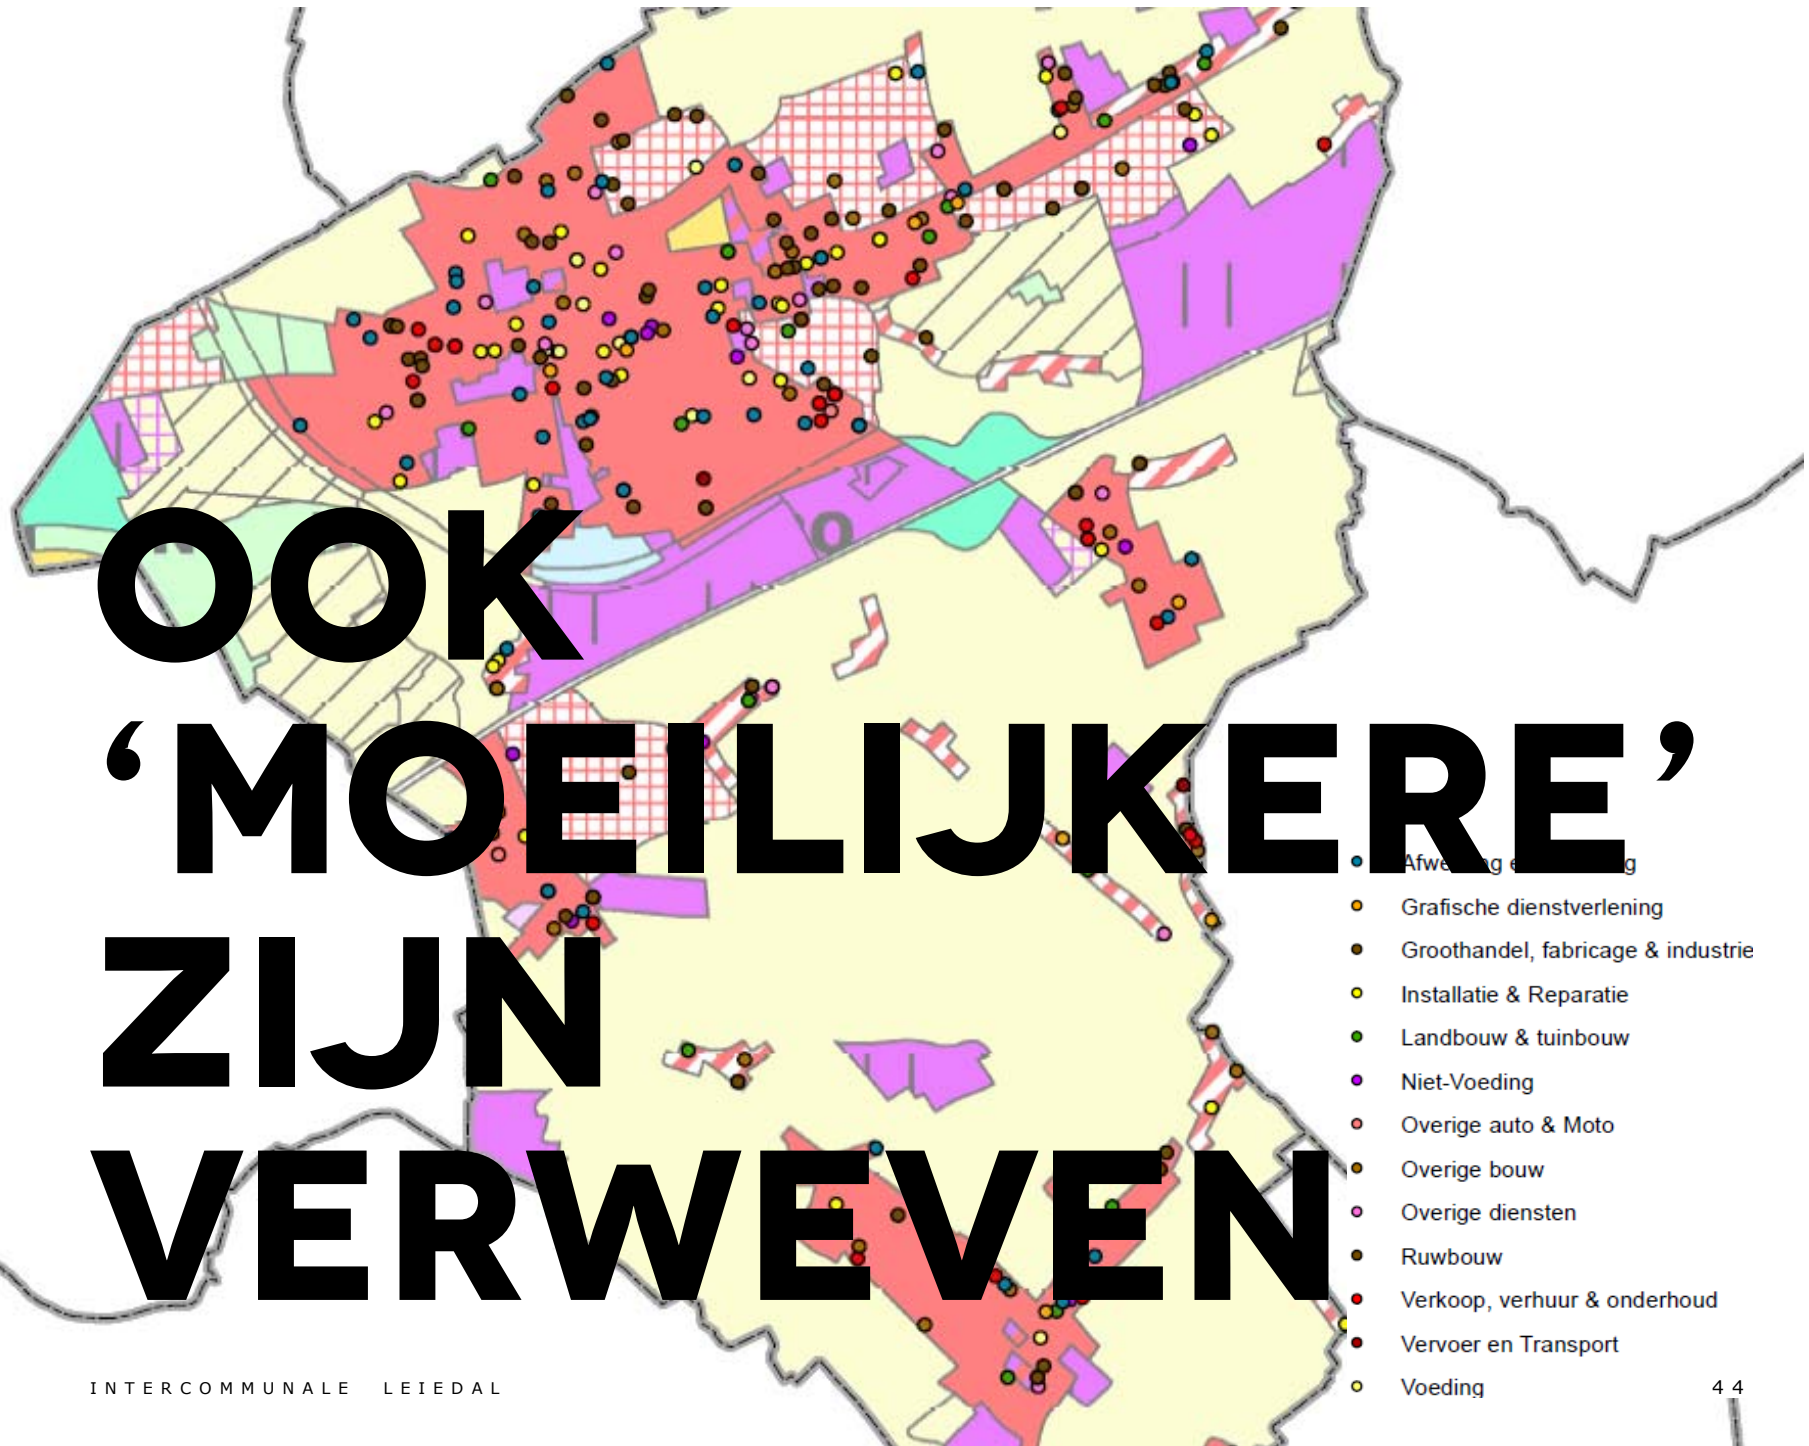 O
OOK
‘MOEILIJKERE’
ZIJN
VERWEVEN
Grafische dienstverlening
Groothandel, fabricage & industrie
Installatie & Reparatie
Landbouw & tuinbouw
Niet-Voeding
Overige auto & Moto
Overige bouw
Overige diensten
Ruwbouw
Verkoop, verhuur & onderhoud
Vervoer en Transport
Voeding
INTERCOMMUNALE LEIEDAL
44